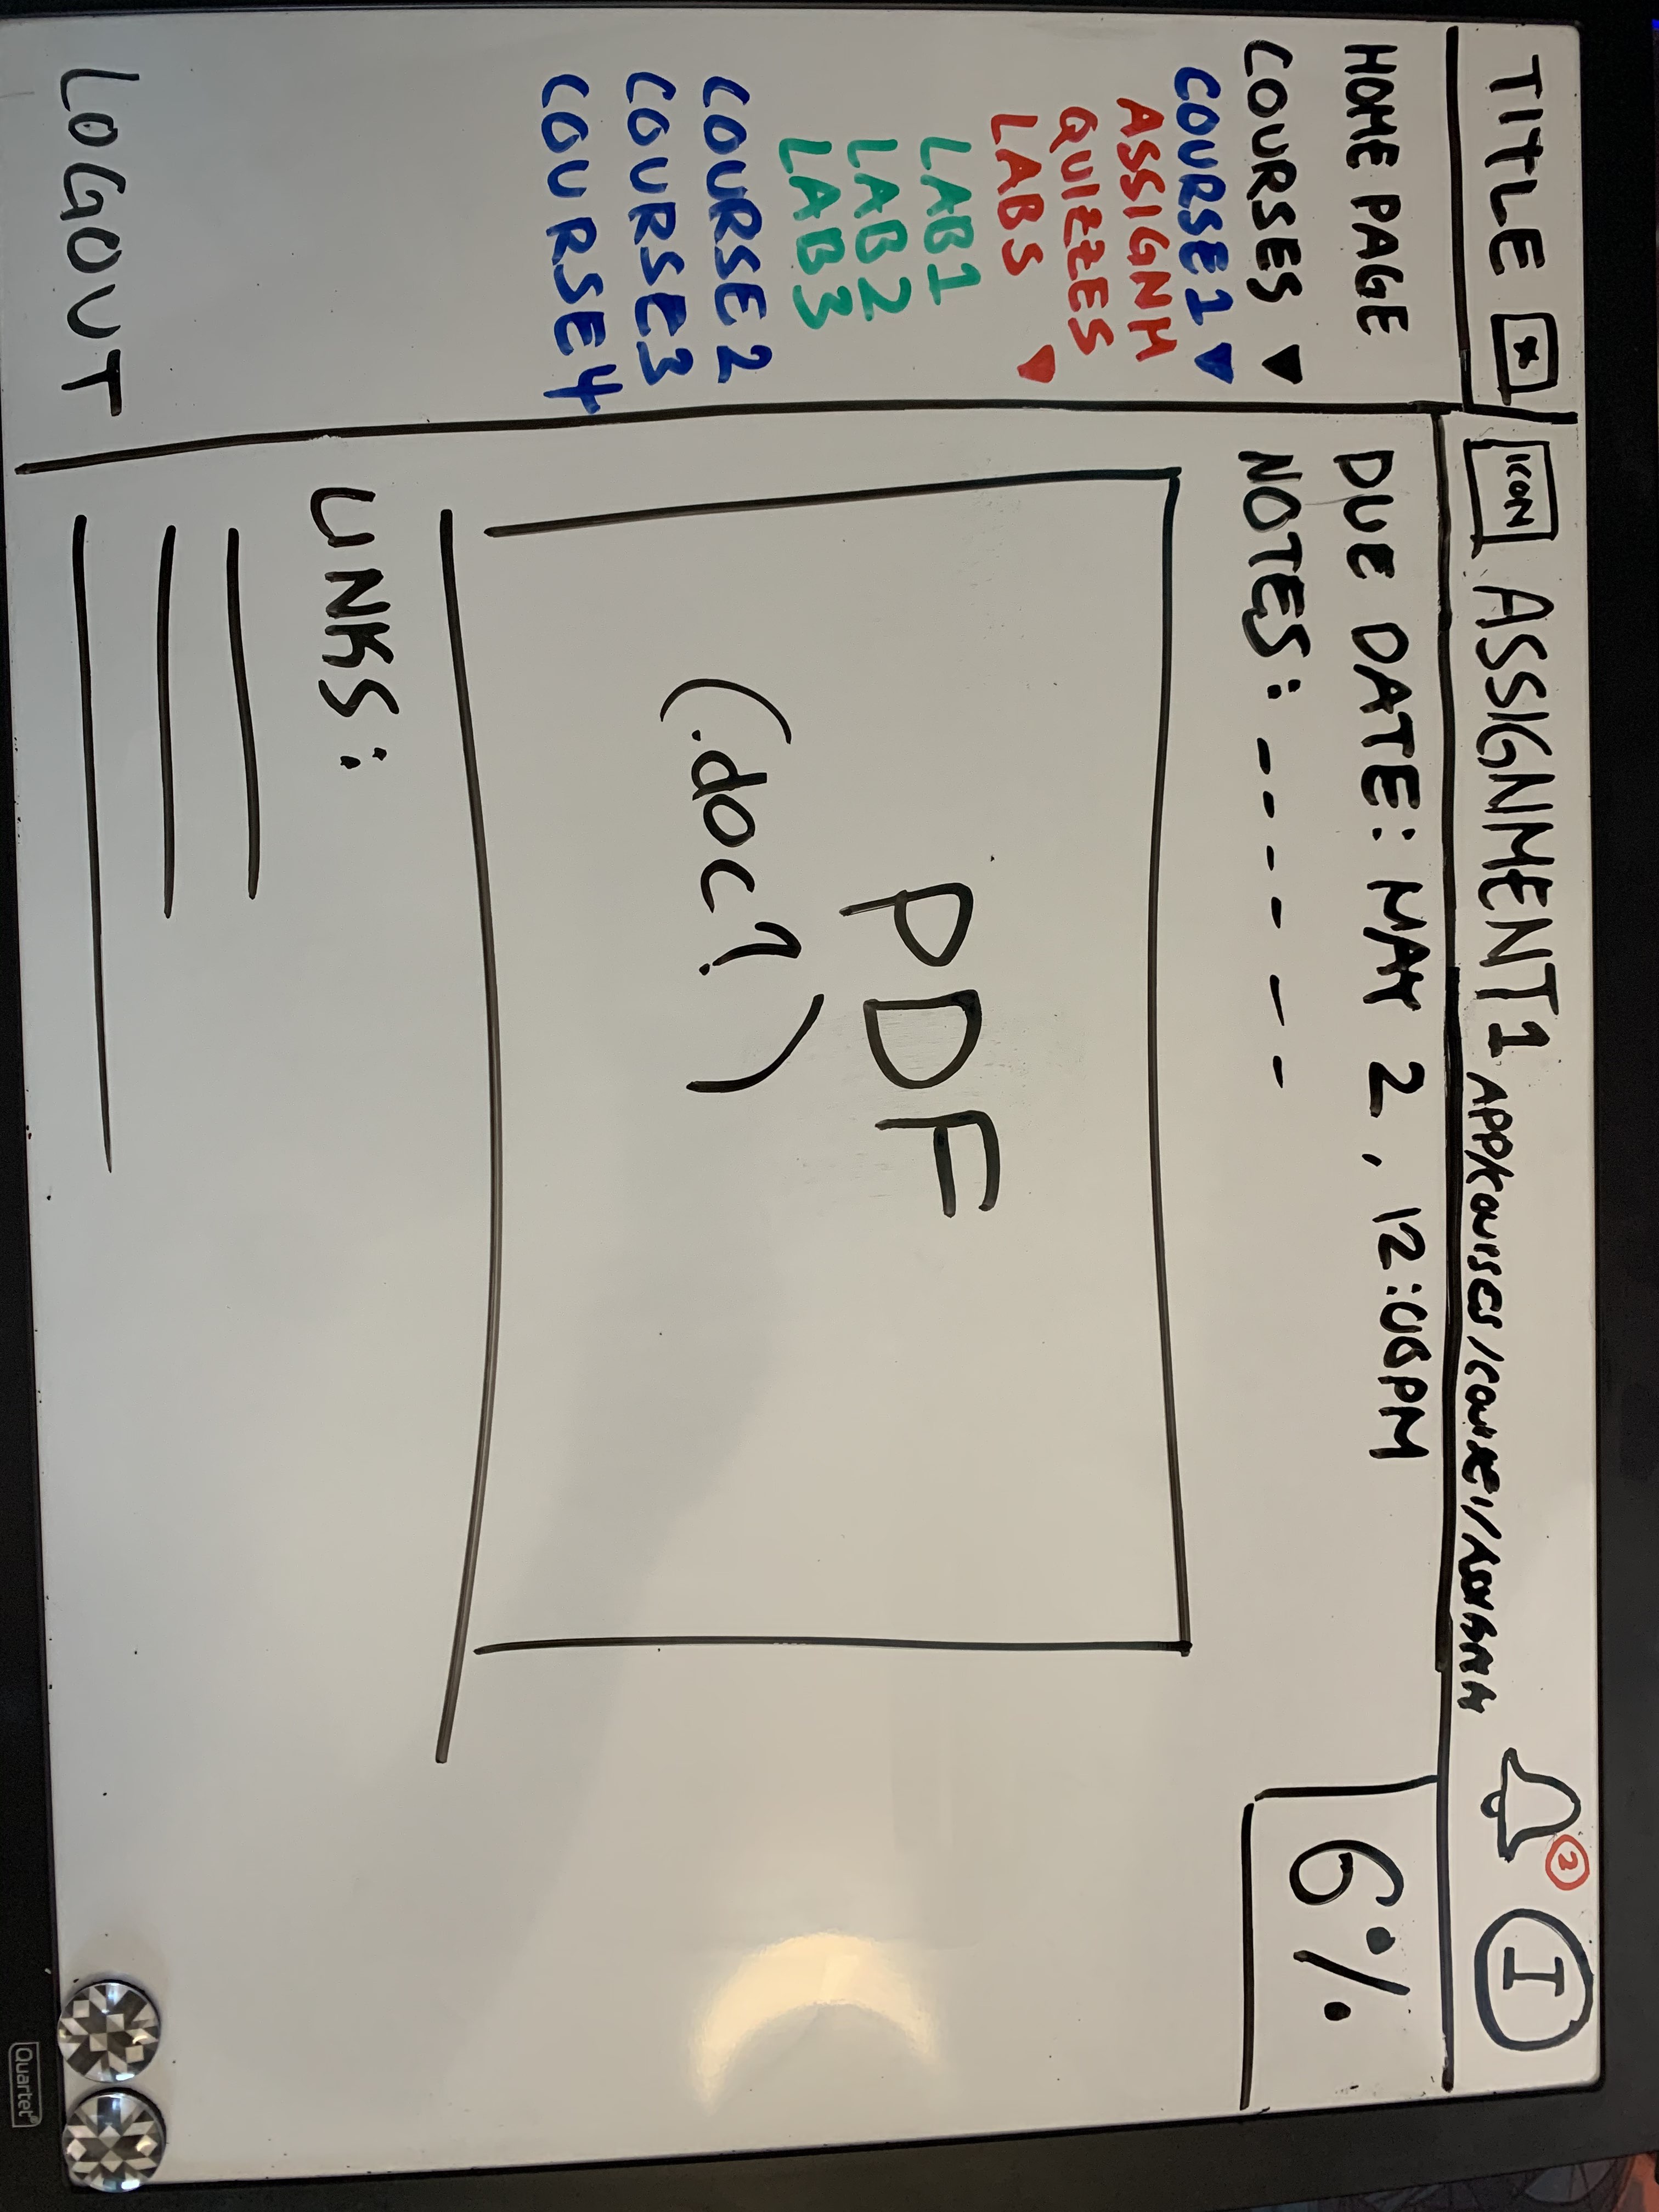 TITLE
ICON
ASSIGNMENT1
APP/COURSES/COURSE1/ASSIGNM
2
I
HOME PAGE
COURSES
COURSE1
ASSIGNM
QUIZZES
LABS
LAB1
LAB2
LAB3
COURSE2
COURSE3
COURSE4
LOGOUT
DUE DATE: MAY 2, 12:00PM
NOTES: ------
6%
PDF
(.doc?)
LINKS:
Quartet